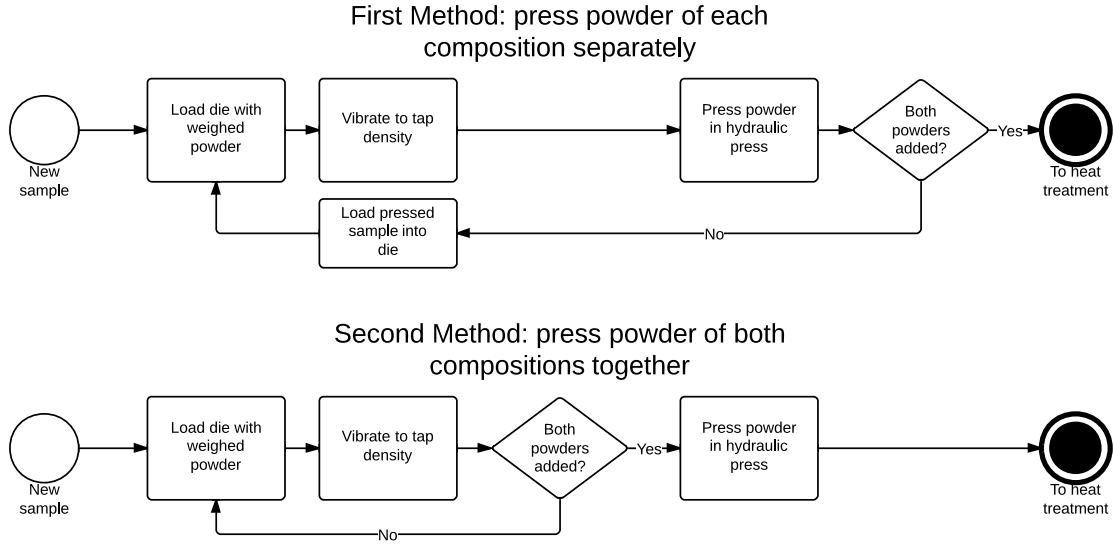 First Method: press powder of each
composition separately
New
sample
Load die with
weighed
powder
Vibrate to tap
density
Press powder
in hydraulic
press
Both
powders
added?
Yes
To heat
treatment
Load pressed
sample into
die
No
Second Method: press powder of both
compositions together
New
sample
Load die with
weighed
powder
Vibrate to tap
density
Both
powders
added?
Yes
Press powder
in hydraulic
press
To heat
treatment
No